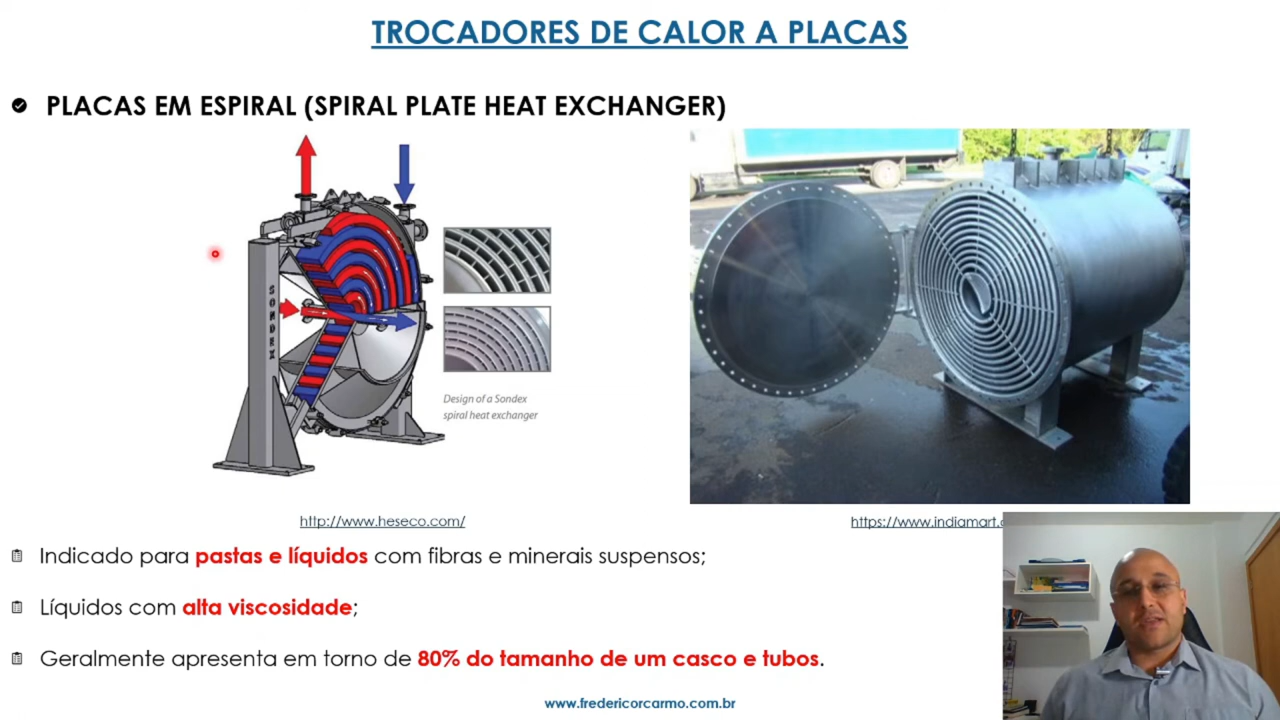 TROCADORES DE CALOR A PLACAS
PLACAS EM ESPIRAL (SPIRAL PLATE HEAT EXCHANGER)
SONDEX
Design of a Sondex
spiral heat exchanger
http://www.heseco.com/
https://www.indiamart.
Indicado para pastas e líquidos com fibras e minerais suspensos;
Líquidos com alta viscosidade;
Geralmente apresenta em torno de 80% do tamanho de um casco e tubos.
www.fredericorcarmo.com.br